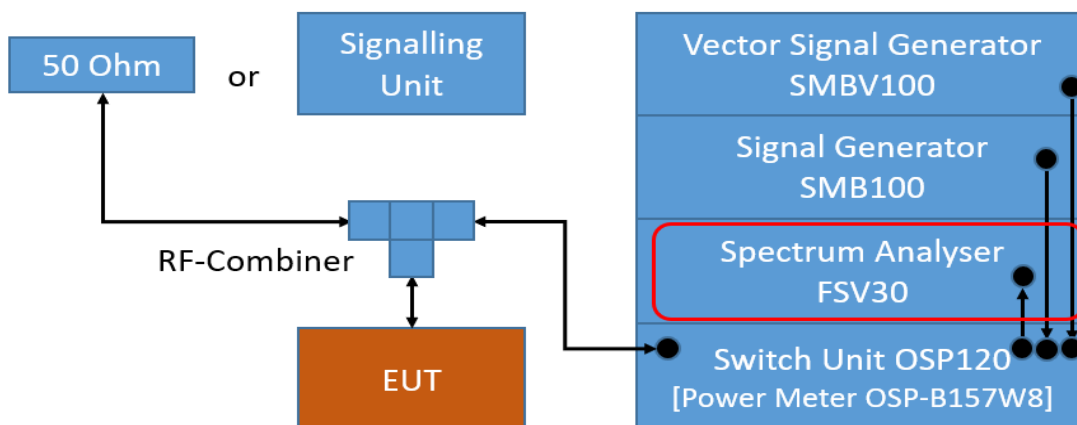 50 Ohm
or
Signalling
Unit
RF-Combiner
EUT
Vector Signal Generator
SMBV100
Signal Generator
SMB100
Spectrum Analyser
FSV30
Switch Unit OSP120
[Power Meter OSP-B157W8]